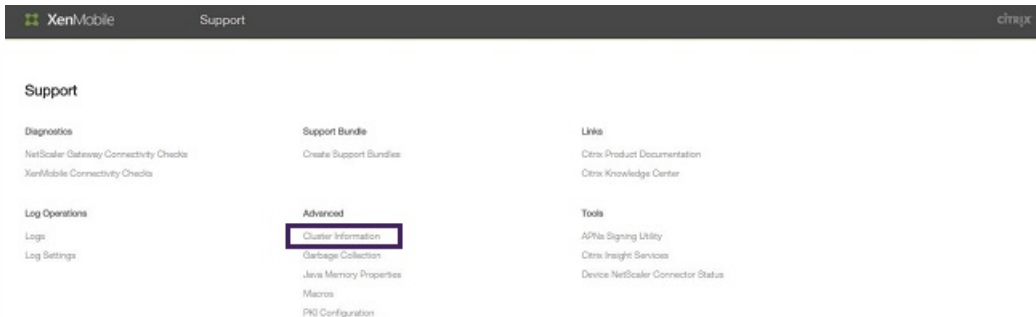 XenMobile Support citrix
Support
Diagnostics
NetScaler Gateway Connectivity Checks
XenMobile Connectivity Checks
Support Bundle
Create Support Bundles
Links
Citrix Product Documentation
Citrix Knowledge Center
Log Operations
Logs
Log Settings
Advanced
Cluster Information
Garbage Collection
Java Memory Properties
Macros
PKI Configuration
Tools
APNs Signing Utility
Citrix Insight Services
Device NetScaler Connector Status